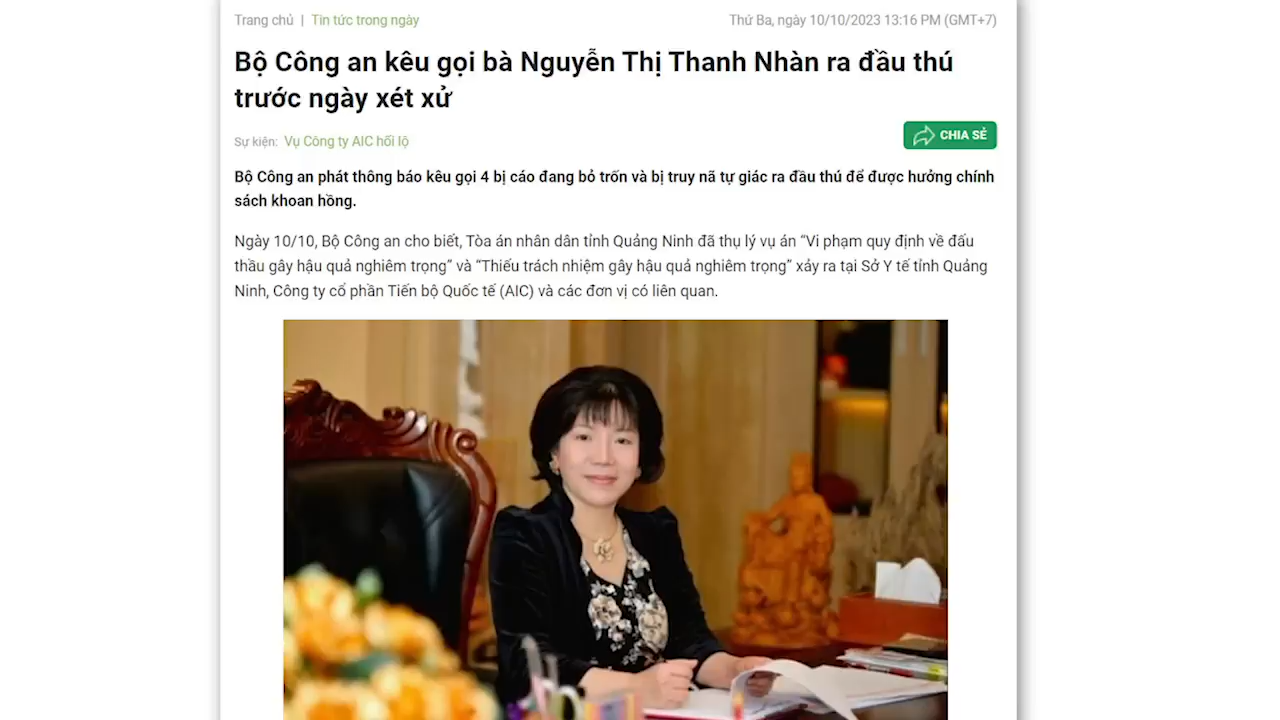 Trang chủ | Tin tức trong ngày
Thứ Ba, ngày 10/10/2023 13:16 PM (GMT+7)
Bộ Công an kêu gọi bà Nguyễn Thị Thanh Nhàn ra đầu thú
trước ngày xét xử
Sự kiện: Vụ Công ty AIC hối lộ
CHIA SẺ
Bộ Công an phát thông báo kêu gọi 4 bị cáo đang bỏ trốn và bị truy nã tự giác ra đầu thú để được hưởng chính
sách khoan hồng.
Ngày 10/10, Bộ Công an cho biết, Tòa án nhân dân tỉnh Quảng Ninh đã thụ lý vụ án “Vi phạm quy định về đấu
thầu gây hậu quả nghiêm trọng” và “Thiếu trách nhiệm gây hậu quả nghiêm trọng” xảy ra tại Sở Y tế tỉnh Quảng
Ninh, Công ty cổ phần Tiến bộ Quốc tế (AIC) và các đơn vị có liên quan.